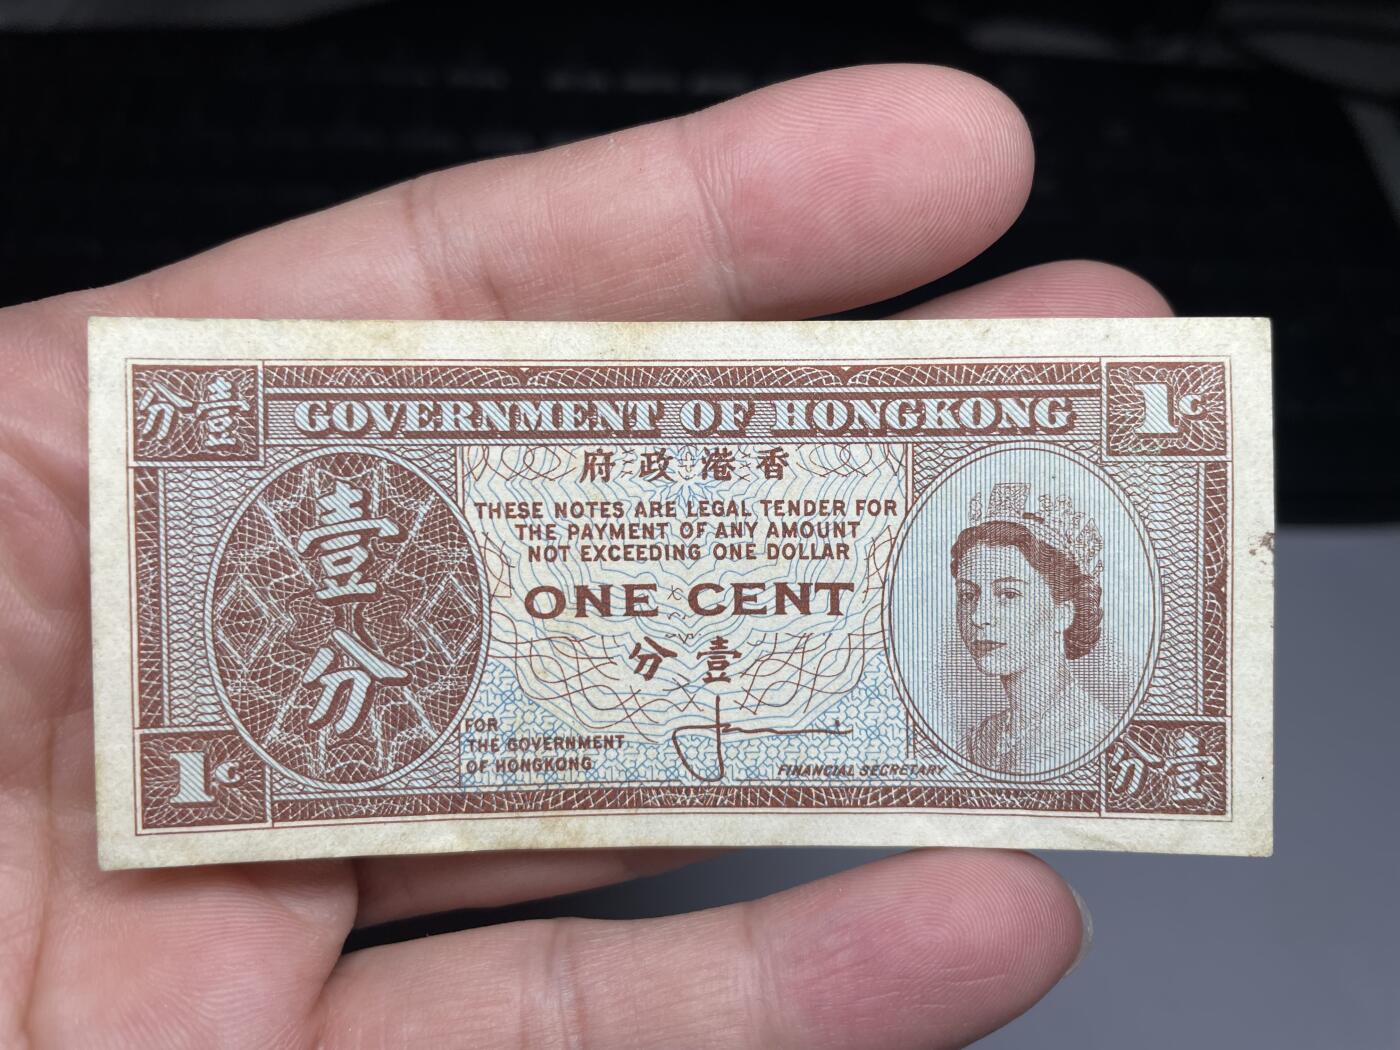 分壹
GOVERNMENT OF HONGKONG
1c
府政港香
THESE NOTES ARE LEGAL TENDER FOR
THE PAYMENT OF ANY AMOUNT
NOT EXCEEDING ONE DOLLAR
ONE CENT
分壹
壹
分
FOR
THE GOVERNMENT
OF HONGKONG
FINANCIAL SECRETARY
1c
分壹